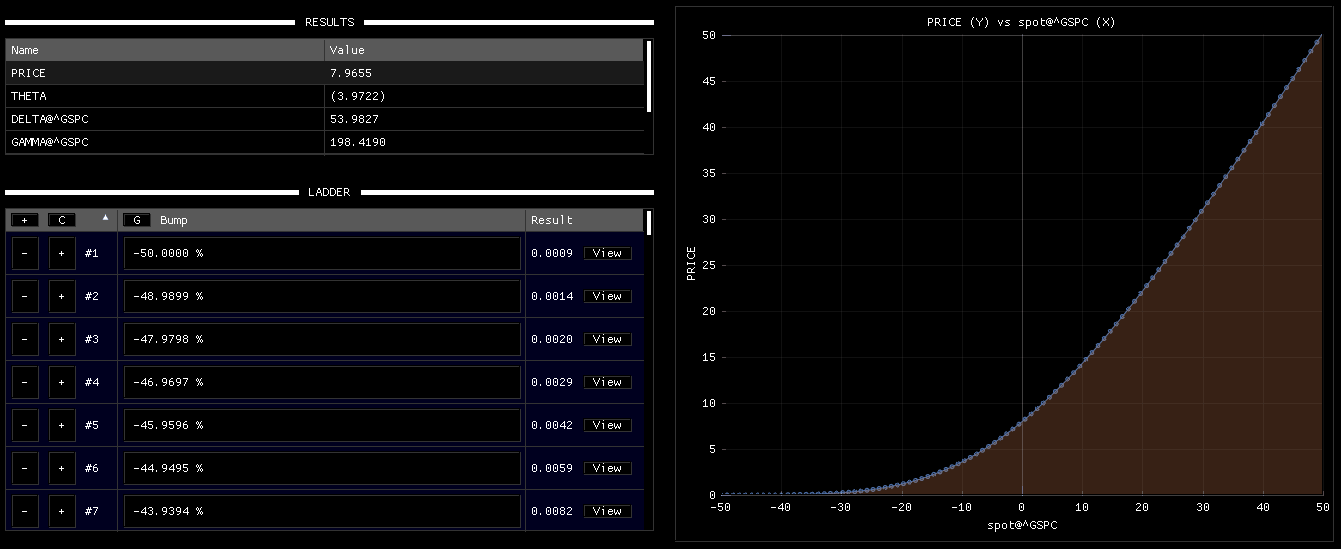 RESULTS
Name Value
PRICE 7.9655
THETA (3.9722)
DELTA@^GSPC 53.9827
GAMMA@^GSPC 198.4190
LADDER
+ C ▲ G Bump Result
- + #1 -50.0000 % 0.0009 View
- + #2 -48.9899 % 0.0014 View
- + #3 -47.9798 % 0.0020 View
- + #4 -46.9697 % 0.0029 View
- + #5 -45.9596 % 0.0042 View
- + #6 -44.9495 % 0.0059 View
- + #7 -43.9394 % 0.0082 View
PRICE (Y) vs spot@^GSPC (X)
50
45
40
35
30
25
20
15
10
5
0
PRICE
-50 -40 -30 -20 -10 0 10 20 30 40 50
spot@^GSPC